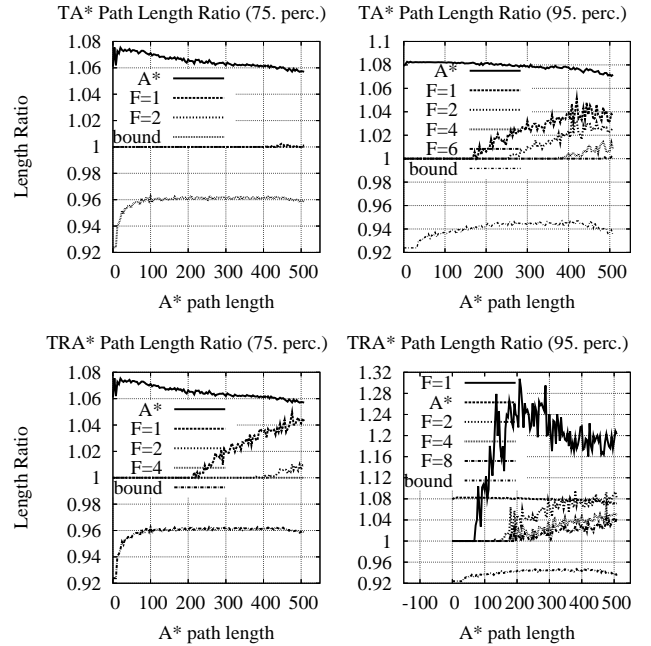 TA* Path Length Ratio (75. perc.)
1.08
1.06
1.04
1.02
1
0.98
0.96
0.94
0.92
0 100 200 300 400 500
A*
F=1
F=2
bound
Length Ratio
A* path length
TA* Path Length Ratio (95. perc.)
1.1
1.08
1.06
1.04
1.02
1
0.98
0.96
0.94
0.92
0 100 200 300 400 500
A*
F=1
F=2
F=4
F=6
bound
A* path length
TRA* Path Length Ratio (75. perc.)
1.08
1.06
1.04
1.02
1
0.98
0.96
0.94
0.92
0 100 200 300 400 500
A*
F=1
F=2
F=4
bound
Length Ratio
A* path length
TRA* Path Length Ratio (95. perc.)
1.32
1.28
1.24
1.2
1.16
1.12
1.08
1.04
1
0.96
0.92
-100 0 100 200 300 400 500
F=1
A*
F=2
F=4
F=8
bound
A* path length